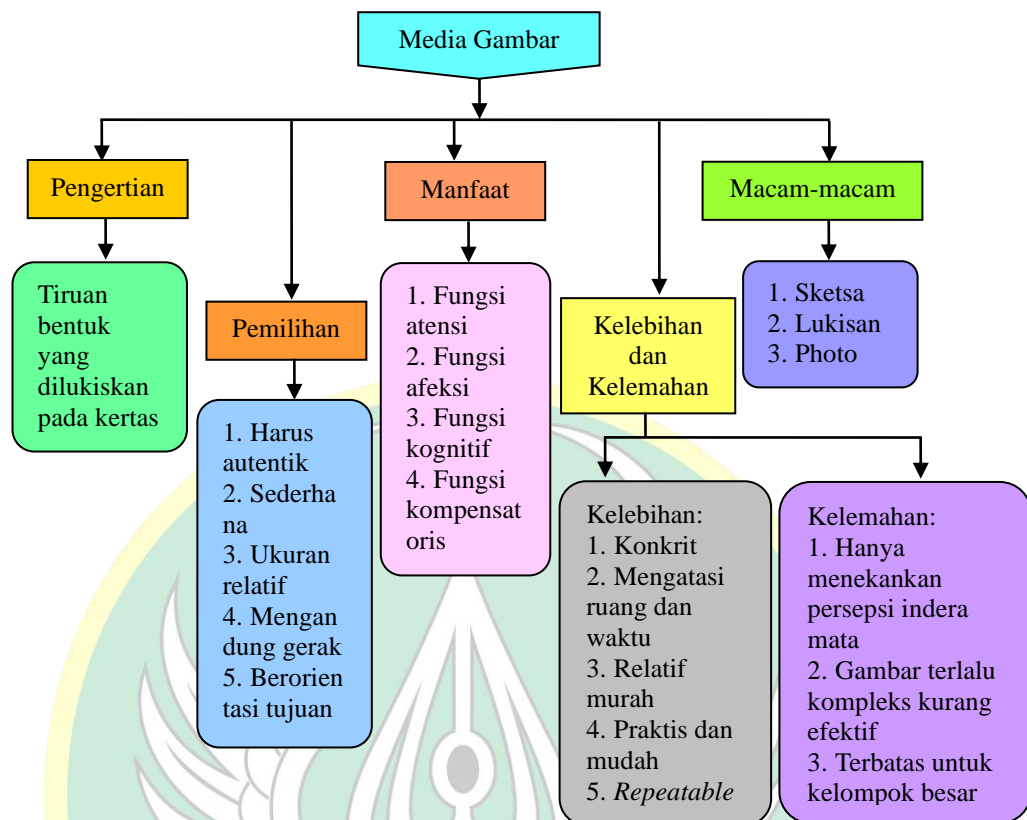 Media Gambar
Pengertian
Tiruan
bentuk
yang
dilukiskan
pada kertas
Pemilihan
1. Harus
autentik
2. Sederha
na
3. Ukuran
relatif
4. Mengan
dung gerak
5. Berorien
tasi tujuan
Manfaat
1. Fungsi
atensi
2. Fungsi
afeksi
3. Fungsi
kognitif
4. Fungsi
kompensat
oris
Kelebihan
dan
Kelemahan
Kelebihan:
1. Konkrit
2. Mengatasi
ruang dan
waktu
3. Relatif
murah
4. Praktis dan
mudah
5. Repeatable
Kelemahan:
1. Hanya
menekankan
persepsi indera
mata
2. Gambar terlalu
kompleks kurang
efektif
3. Terbatas untuk
kelompok besar
Macam-macam
1. Sketsa
2. Lukisan
3. Photo